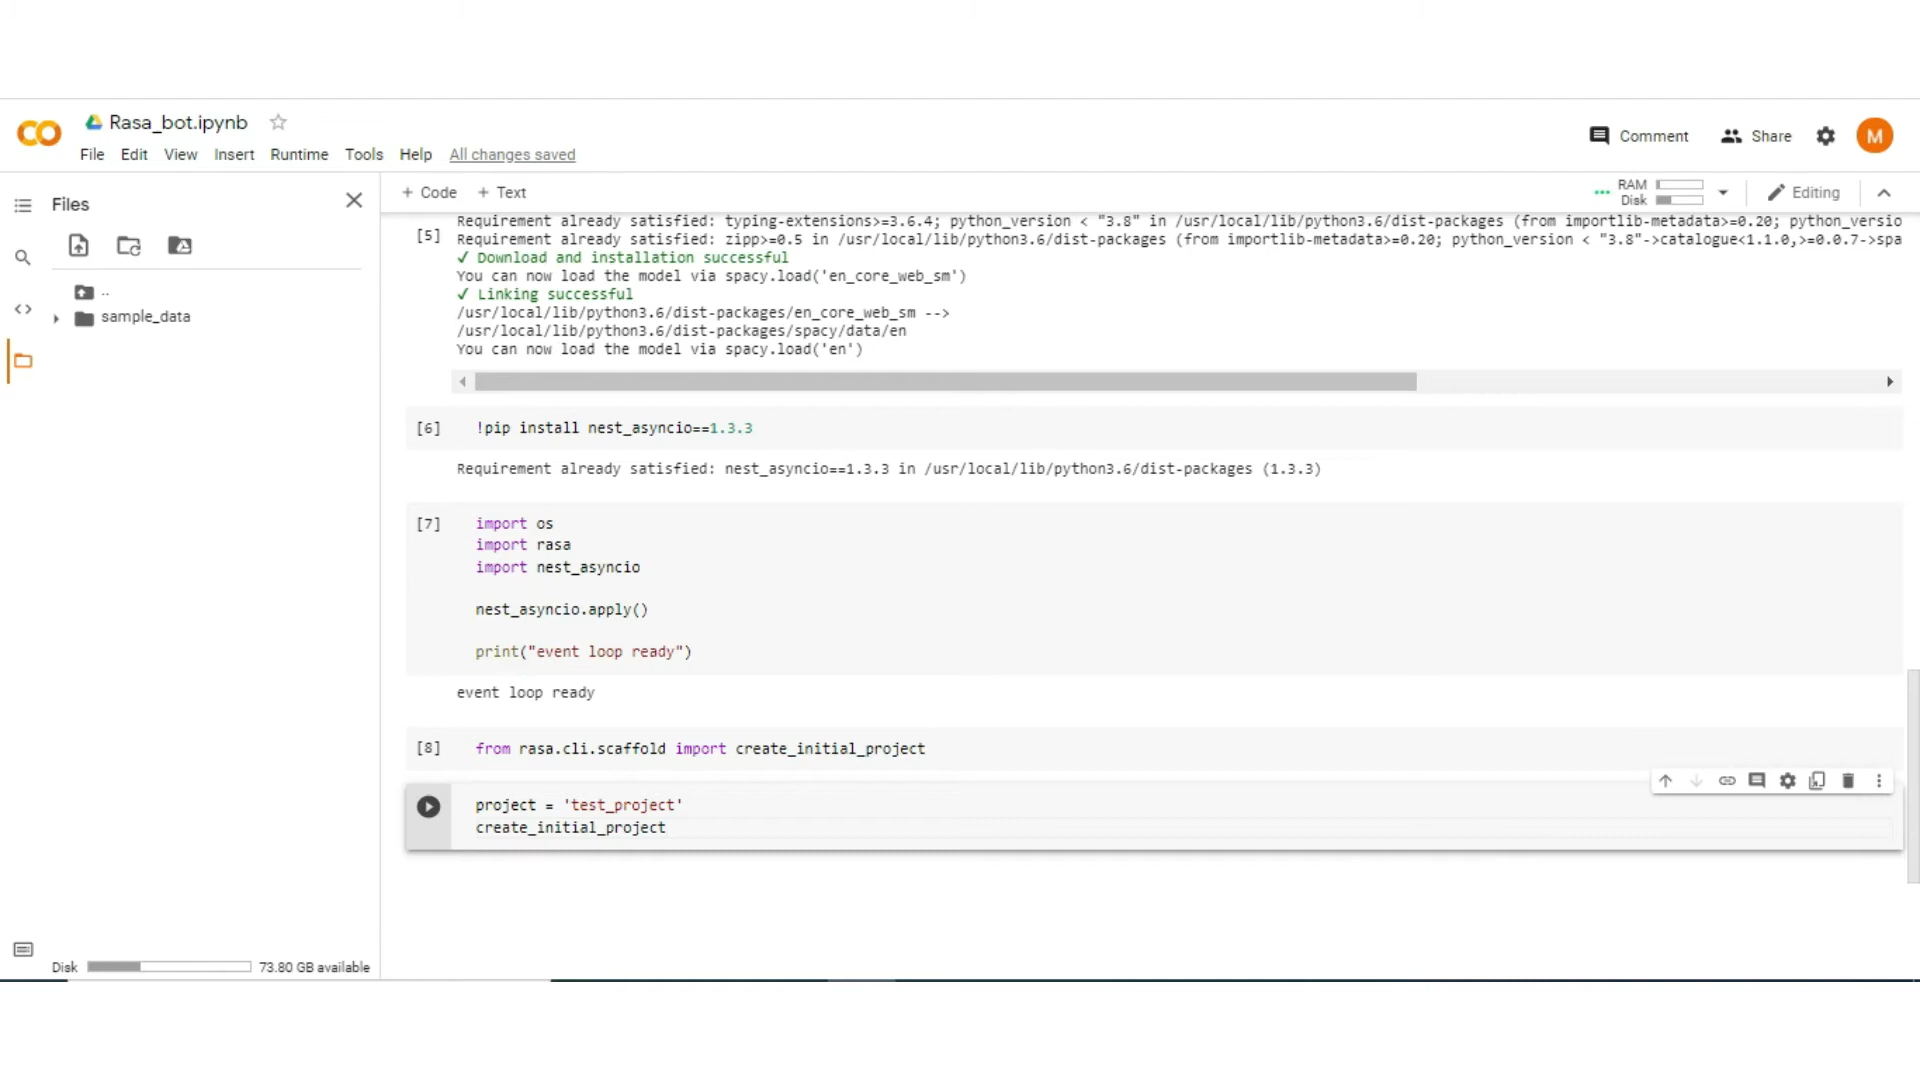 Rasa_bot.ipynb
File Edit View Insert Runtime Tools Help All changes saved
Comment
Share
M
Files
+ Code + Text
RAM
Disk
Editing
..
sample_data
Requirement already satisfied: typing-extensions>=3.6.4; python_version < "3.8" in /usr/local/lib/python3.6/dist-packages (from importlib-metadata>=0.20; python_versio
[5]
Requirement already satisfied: zipp>=0.5 in /usr/local/lib/python3.6/dist-packages (from importlib-metadata>=0.20; python_version < "3.8"->catalogue<1.1.0,>=0.0.7->spa
✓ Download and installation successful
You can now load the model via spacy.load('en_core_web_sm')
✓ Linking successful
/usr/local/lib/python3.6/dist-packages/en_core_web_sm -->
/usr/local/lib/python3.6/dist-packages/spacy/data/en
You can now load the model via spacy.load('en')
[6] !pip install nest_asyncio==1.3.3
Requirement already satisfied: nest_asyncio==1.3.3 in /usr/local/lib/python3.6/dist-packages (1.3.3)
[7] import os
import rasa
import nest_asyncio
nest_asyncio.apply()
print("event loop ready")
event loop ready
[8] from rasa.cli.scaffold import create_initial_project
project = 'test_project'
create_initial_project
Disk 73.80 GB available